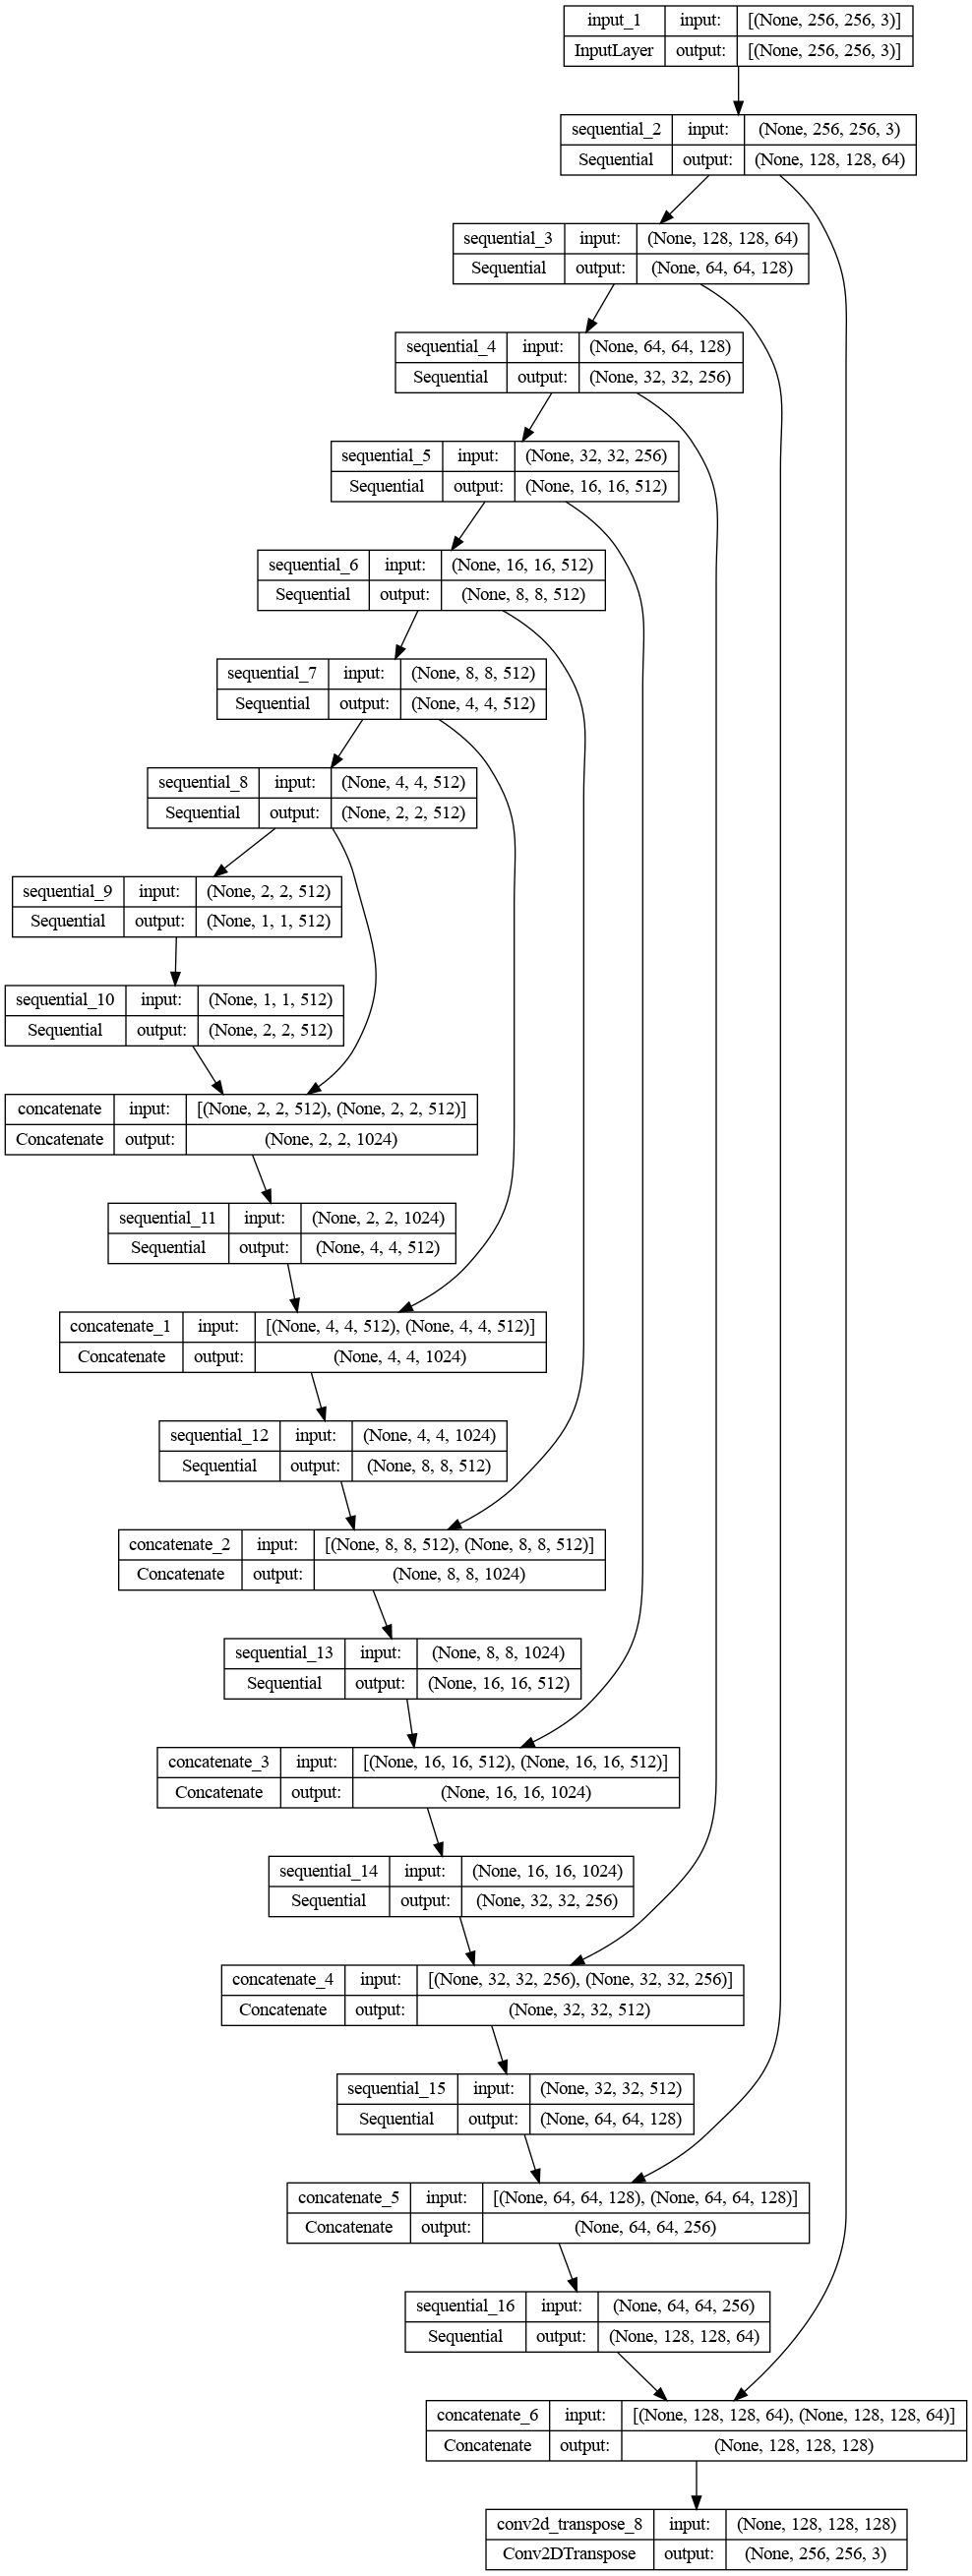 input_1 input: [(None, 256, 256, 3)]
InputLayer output: [(None, 256, 256, 3)]
sequential_2 input: (None, 256, 256, 3)
Sequential output: (None, 128, 128, 64)
sequential_3 input: (None, 128, 128, 64)
Sequential output: (None, 64, 64, 128)
sequential_4 input: (None, 64, 64, 128)
Sequential output: (None, 32, 32, 256)
sequential_5 input: (None, 32, 32, 256)
Sequential output: (None, 16, 16, 512)
sequential_6 input: (None, 16, 16, 512)
Sequential output: (None, 8, 8, 512)
sequential_7 input: (None, 8, 8, 512)
Sequential output: (None, 4, 4, 512)
sequential_8 input: (None, 4, 4, 512)
Sequential output: (None, 2, 2, 512)
sequential_9 input: (None, 2, 2, 512)
Sequential output: (None, 1, 1, 512)
sequential_10 input: (None, 1, 1, 512)
Sequential output: (None, 2, 2, 512)
concatenate input: [(None, 2, 2, 512), (None, 2, 2, 512)]
Concatenate output: (None, 2, 2, 1024)
sequential_11 input: (None, 2, 2, 1024)
Sequential output: (None, 4, 4, 512)
concatenate_1 input: [(None, 4, 4, 512), (None, 4, 4, 512)]
Concatenate output: (None, 4, 4, 1024)
sequential_12 input: (None, 4, 4, 1024)
Sequential output: (None, 8, 8, 512)
concatenate_2 input: [(None, 8, 8, 512), (None, 8, 8, 512)]
Concatenate output: (None, 8, 8, 1024)
sequential_13 input: (None, 8, 8, 1024)
Sequential output: (None, 16, 16, 512)
concatenate_3 input: [(None, 16, 16, 512), (None, 16, 16, 512)]
Concatenate output: (None, 16, 16, 1024)
sequential_14 input: (None, 16, 16, 1024)
Sequential output: (None, 32, 32, 256)
concatenate_4 input: [(None, 32, 32, 256), (None, 32, 32, 256)]
Concatenate output: (None, 32, 32, 512)
sequential_15 input: (None, 32, 32, 512)
Sequential output: (None, 64, 64, 128)
concatenate_5 input: [(None, 64, 64, 128), (None, 64, 64, 128)]
Concatenate output: (None, 64, 64, 256)
sequential_16 input: (None, 64, 64, 256)
Sequential output: (None, 128, 128, 64)
concatenate_6 input: [(None, 128, 128, 64), (None, 128, 128, 64)]
Concatenate output: (None, 128, 128, 128)
conv2d_transpose_8 input: (None, 128, 128, 128)
Conv2DTranspose output: (None, 256, 256, 3)